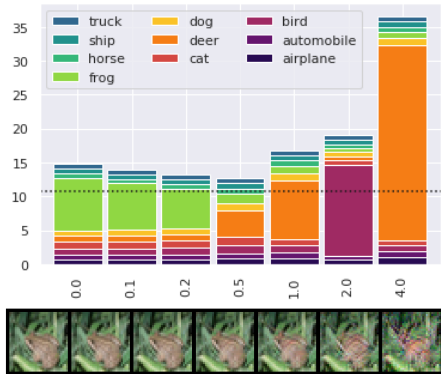 truck dog bird
ship deer automobile
horse cat airplane
frog
35
30
25
20
15
10
5
0
0.0 0.1 0.2 0.5 1.0 2.0 4.0